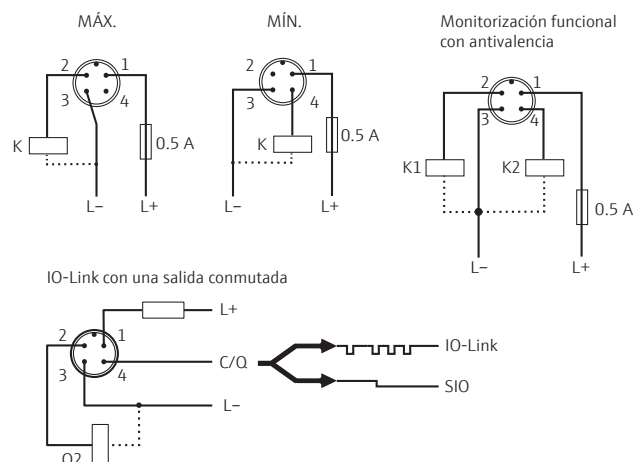 MÁX.
2 1
3 4
K
0.5 A
L– L+
MÍN.
2 1
3 4
K
0.5 A
L– L+
Monitorización funcional
con antivalencia
2 1
3 4
K1 K2
0.5 A
L– L+
IO-Link con una salida conmutada
L+
2 1
3 4
C/Q
IO-Link
SIO
L–
Q2